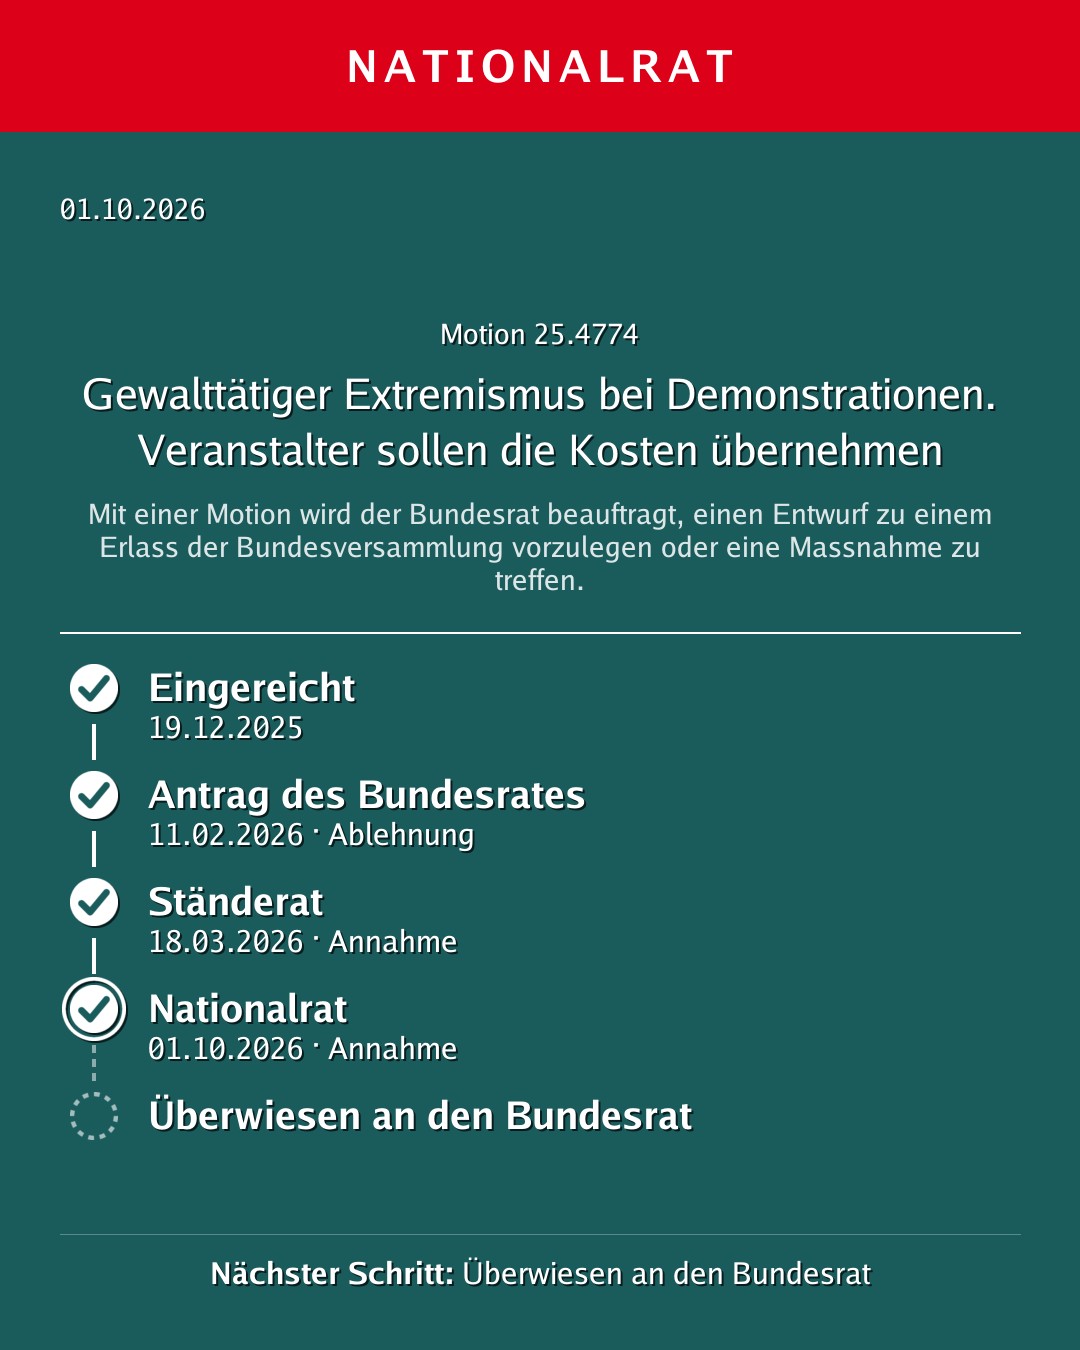 NATIONALRAT
01.10.2026
Motion 25.4774
Gewalttätiger Extremismus bei Demonstrationen.
Veranstalter sollen die Kosten übernehmen
Mit einer Motion wird der Bundesrat beauftragt, einen Entwurf zu einem
Erlass der Bundesversammlung vorzulegen oder eine Massnahme zu
treffen.
Eingereicht
19.12.2025
Antrag des Bundesrates
11.02.2026 · Ablehnung
Ständerat
18.03.2026 · Annahme
Nationalrat
01.10.2026 · Annahme
Überwiesen an den Bundesrat
Nächster Schritt: Überwiesen an den Bundesrat